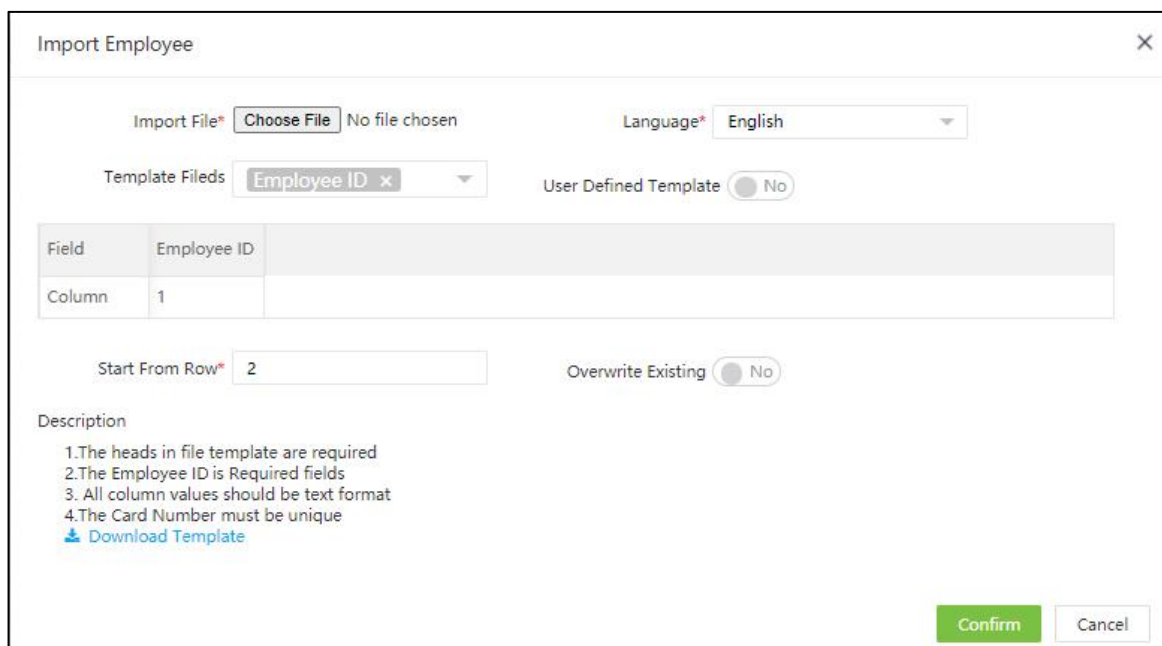 Import Employee
Import File* Choose File No file chosen Language* English
Template Fileds Employee ID × User Defined Template No
Field Employee ID
Column 1
Start From Row* 2 Overwrite Existing No
Description
1.The heads in file template are required
2.The Employee ID is Required fields
3. All column values should be text format
4.The Card Number must be unique
Download Template
Confirm Cancel